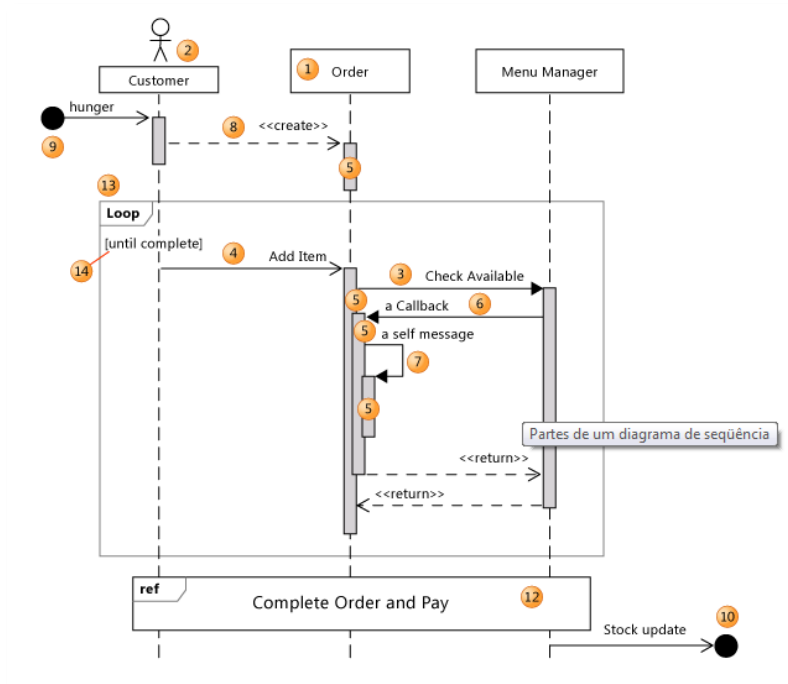 2
Customer
1
Order
Menu Manager
hunger
9
8
<<create>>
5
13
Loop
[until complete]
14
4
Add Item
3
Check Available
5
a Callback
6
5
a self message
7
5
Partes de um diagrama de seqüência
<<return>>
<<return>>
ref
Complete Order and Pay
12
10
Stock update